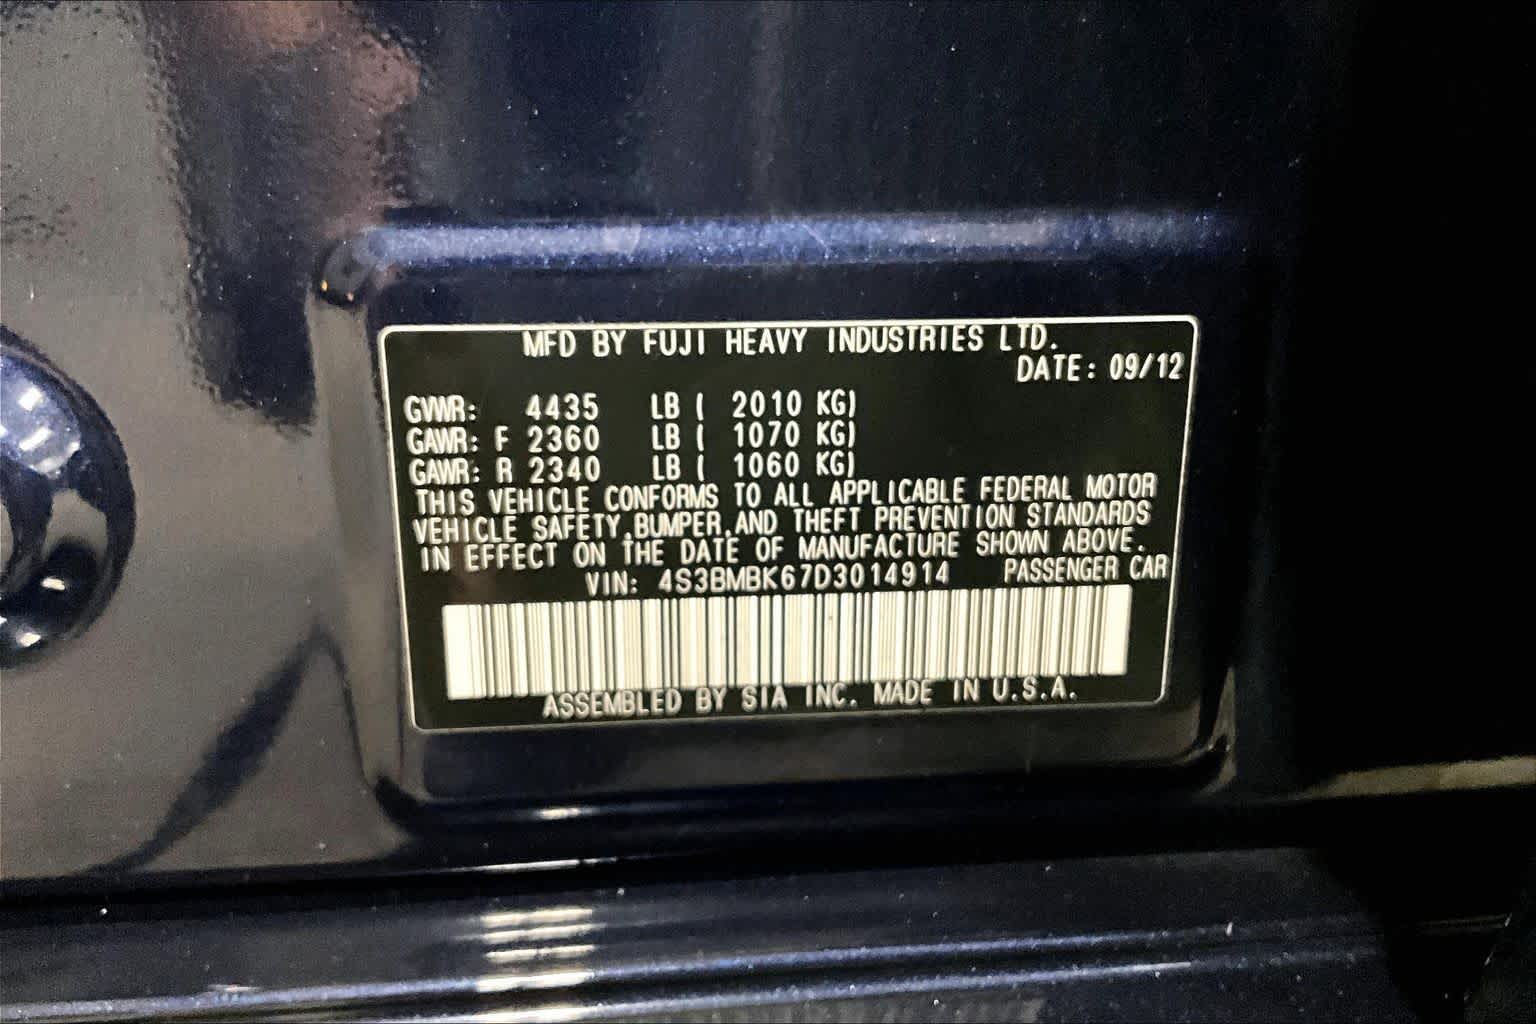 MFD BY FUJI HEAVY INDUSTRIES LTD.
DATE: 09/12
GVWR: 4435 LB ( 2010 KG)
GAWR: F 2360 LB ( 1070 KG)
GAWR: R 2340 LB ( 1060 KG)
THIS VEHICLE CONFORMS TO ALL APPLICABLE FEDERAL MOTOR
VEHICLE SAFETY,BUMPER,AND THEFT PREVENTION STANDARDS
IN EFFECT ON THE DATE OF MANUFACTURE SHOWN ABOVE.
VIN: 4S3BMBK67D3014914 PASSENGER CAR
ASSEMBLED BY SIA INC. MADE IN U.S.A.